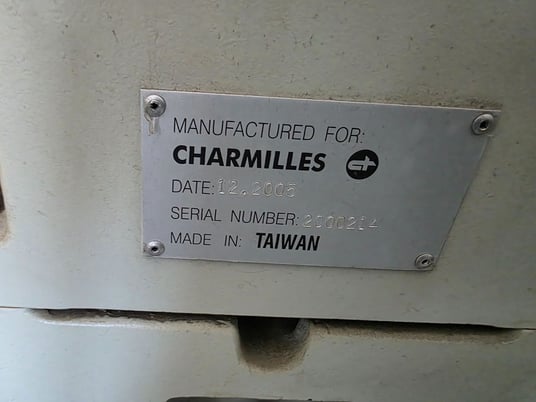 MANUFACTURED FOR:
CHARMILLES
DATE:
SERIAL NUMBER:
MADE IN: TAIWAN